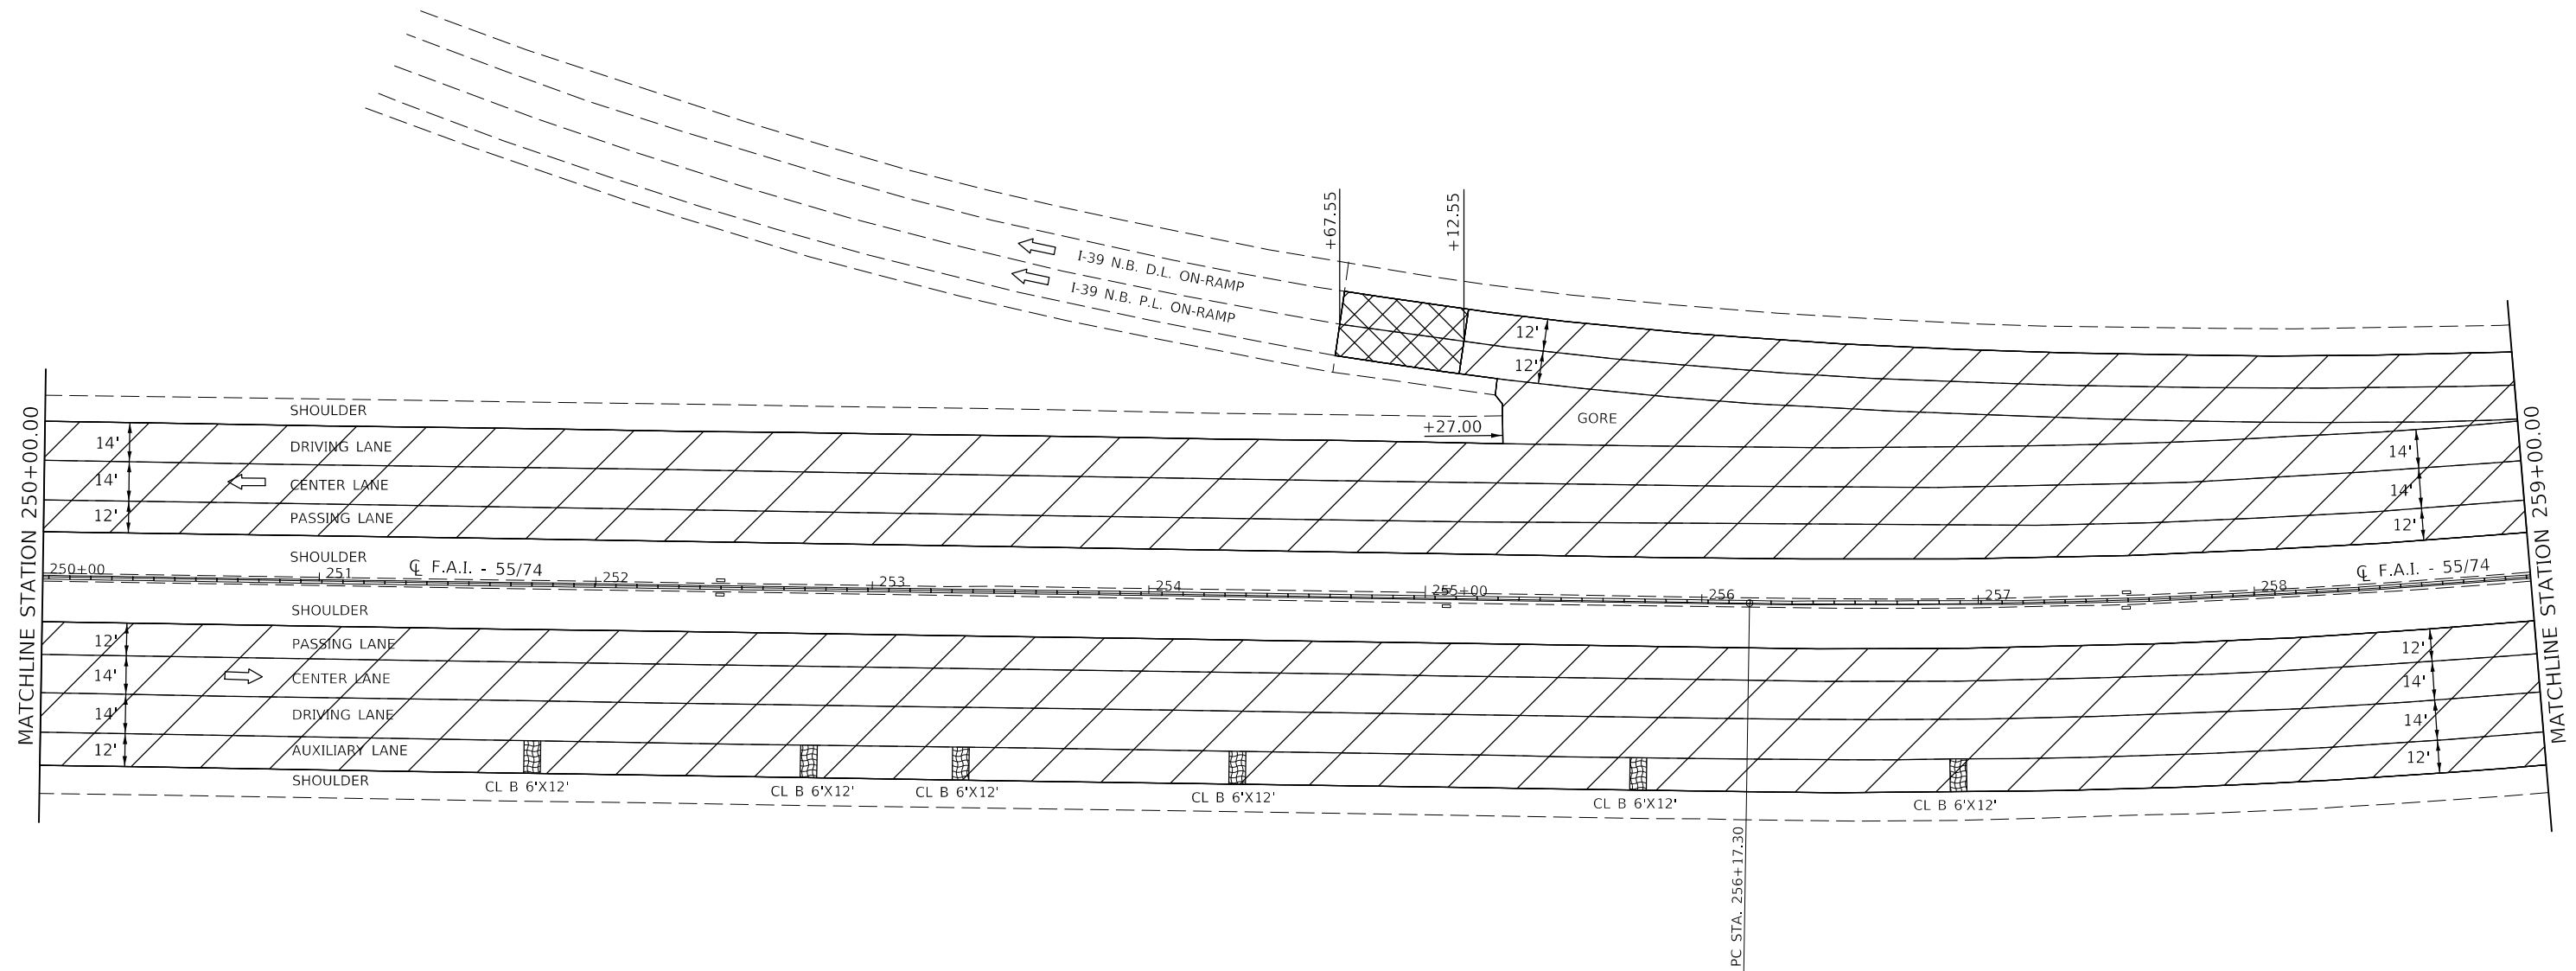 +67.55
+12.55
I-39 N.B. D.L. ON-RAMP
I-39 N.B. P.L. ON-RAMP
12'
12'
MATCHLINE STATION 250+00.00
SHOULDER
GORE
+27.00
14'
DRIVING LANE
14'
CENTER LANE
12'
PASSING LANE
14'
14'
12'
MATCHLINE STATION 259+00.00
SHOULDER
250+00
251
℄ F.A.I. - 55/74
252
253
254
255+00
256
257
258
℄ F.A.I. - 55/74
SHOULDER
12'
PASSING LANE
14'
CENTER LANE
14'
DRIVING LANE
12'
AUXILIARY LANE
12'
14'
14'
12'
SHOULDER
CL B 6'X12'
CL B 6'X12'
CL B 6'X12'
CL B 6'X12'
CL B 6'X12'
CL B 6'X12'
PC STA. 256+17.30